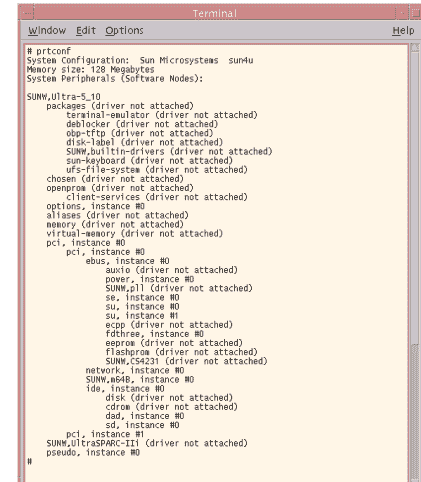 Terminal
Window Edit Options Help
# prtconf
System Configuration:  Sun Microsystems  sun4u
Memory size: 128 Megabytes
System Peripherals (Software Nodes):

SUNW,Ultra-5_10
    packages (driver not attached)
        terminal-emulator (driver not attached)
        deblocker (driver not attached)
        obp-tftp (driver not attached)
        disk-label (driver not attached)
        SUNW,builtin-drivers (driver not attached)
        sun-keyboard (driver not attached)
        ufs-file-system (driver not attached)
    chosen (driver not attached)
    openprom (driver not attached)
        client-services (driver not attached)
    options, instance #0
    aliases (driver not attached)
    memory (driver not attached)
    virtual-memory (driver not attached)
    pci, instance #0
        pci, instance #0
            ebus, instance #0
                auxio (driver not attached)
                power, instance #0
                SUNW,pll (driver not attached)
                se, instance #0
                su, instance #0
                su, instance #1
                ecpp (driver not attached)
                fdthree, instance #0
                eeprom (driver not attached)
                flashprom (driver not attached)
                SUNW,CS4231 (driver not attached)
            network, instance #0
            SUNW,m64B, instance #0
            ide, instance #0
                disk (driver not attached)
                cdrom (driver not attached)
                dad, instance #0
                sd, instance #0
        pci, instance #1
    SUNW,UltraSPARC-IIi (driver not attached)
    pseudo, instance #0
#